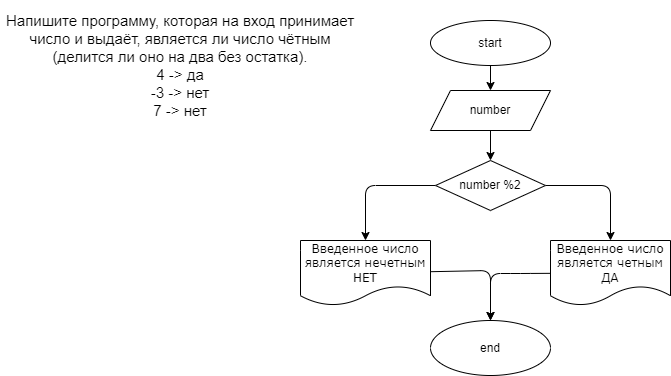 Напишите программу, которая на вход принимает
число и выдаёт, является ли число чётным
(делится ли оно на два без остатка).
4 -> да
-3 -> нет
7 -> нет
start
number
number %2
Введенное число
является нечетным
НЕТ
Введенное число
является четным
ДА
end